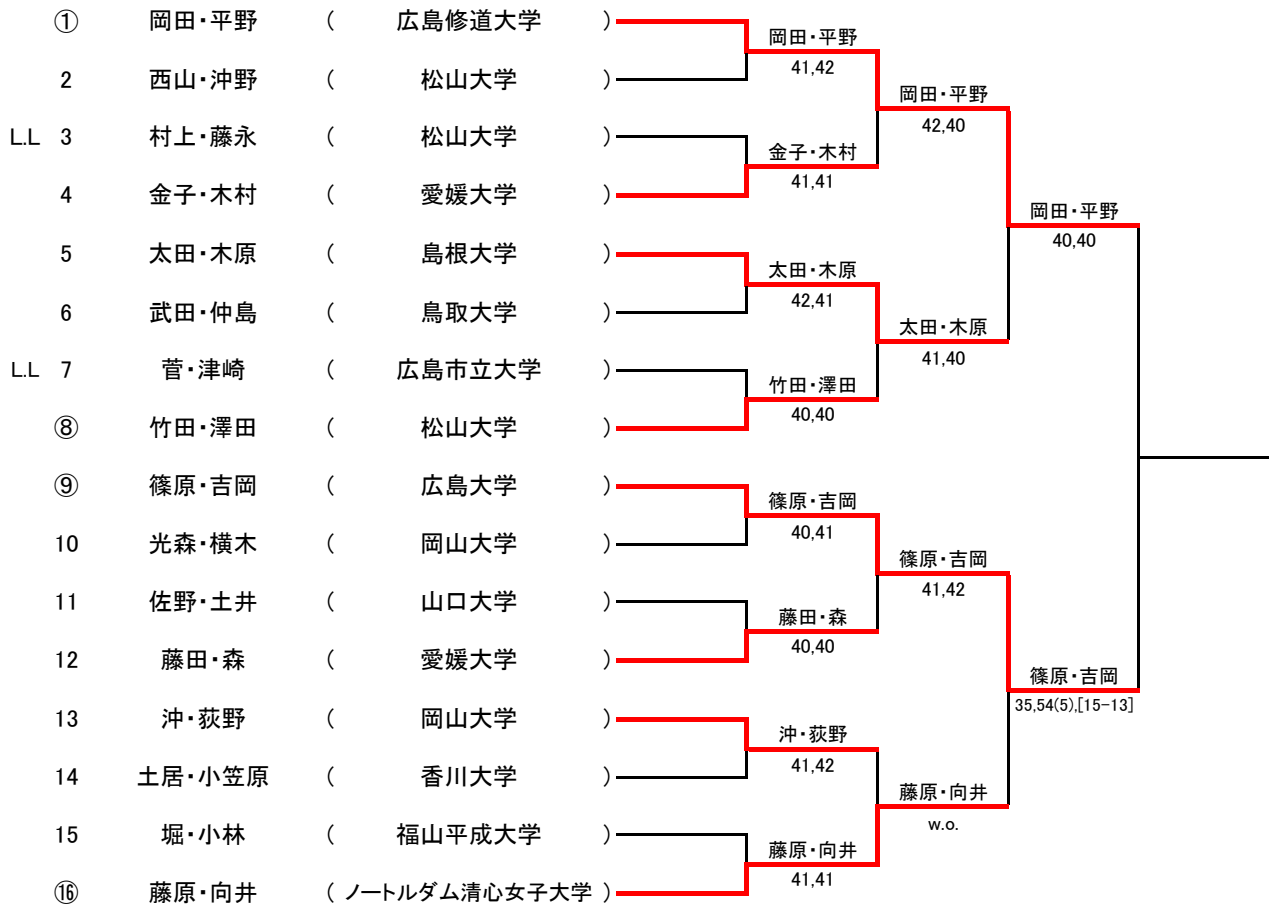 ① 岡田・平野 ( 広島修道大学 )
岡田・平野
41,42
2 西山・沖野 ( 松山大学 )
岡田・平野
42,40
L.L 3 村上・藤永 ( 松山大学 )
金子・木村
41,41
4 金子・木村 ( 愛媛大学 )
岡田・平野
40,40
5 太田・木原 ( 島根大学 )
太田・木原
42,41
6 武田・仲島 ( 鳥取大学 )
太田・木原
41,40
L.L 7 菅・津崎 ( 広島市立大学 )
竹田・澤田
40,40
⑧ 竹田・澤田 ( 松山大学 )
⑨ 篠原・吉岡 ( 広島大学 )
篠原・吉岡
40,41
10 光森・横木 ( 岡山大学 )
篠原・吉岡
41,42
11 佐野・土井 ( 山口大学 )
藤田・森
40,40
12 藤田・森 ( 愛媛大学 )
篠原・吉岡
35,54(5),[15-13]
13 沖・荻野 ( 岡山大学 )
沖・荻野
41,42
14 土居・小笠原 ( 香川大学 )
藤原・向井
w.o.
15 堀・小林 ( 福山平成大学 )
藤原・向井
41,41
⑯ 藤原・向井 ( ノートルダム清心女子大学 )